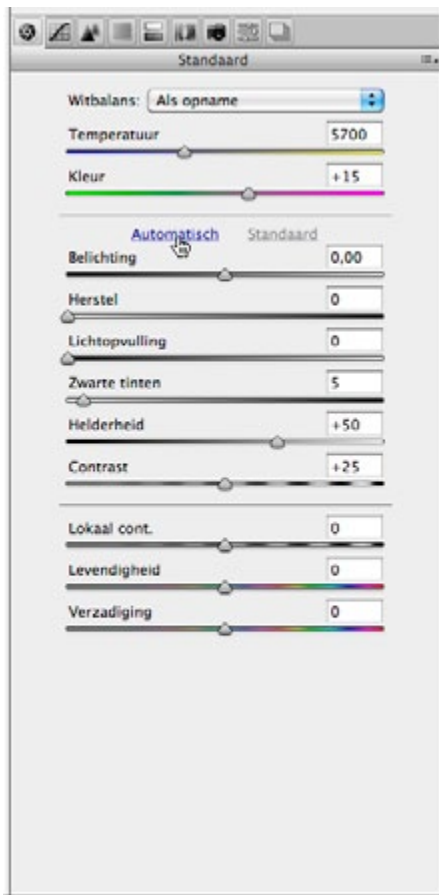 Standaard
Witbalans: Als opname
Temperatuur 5700
Kleur +15
Automatisch Standaard
Belichting 0,00
Herstel 0
Lichtopvulling 0
Zwarte tinten 5
Helderheid +50
Contrast +25
Lokaal cont. 0
Levendigheid 0
Verzadiging 0